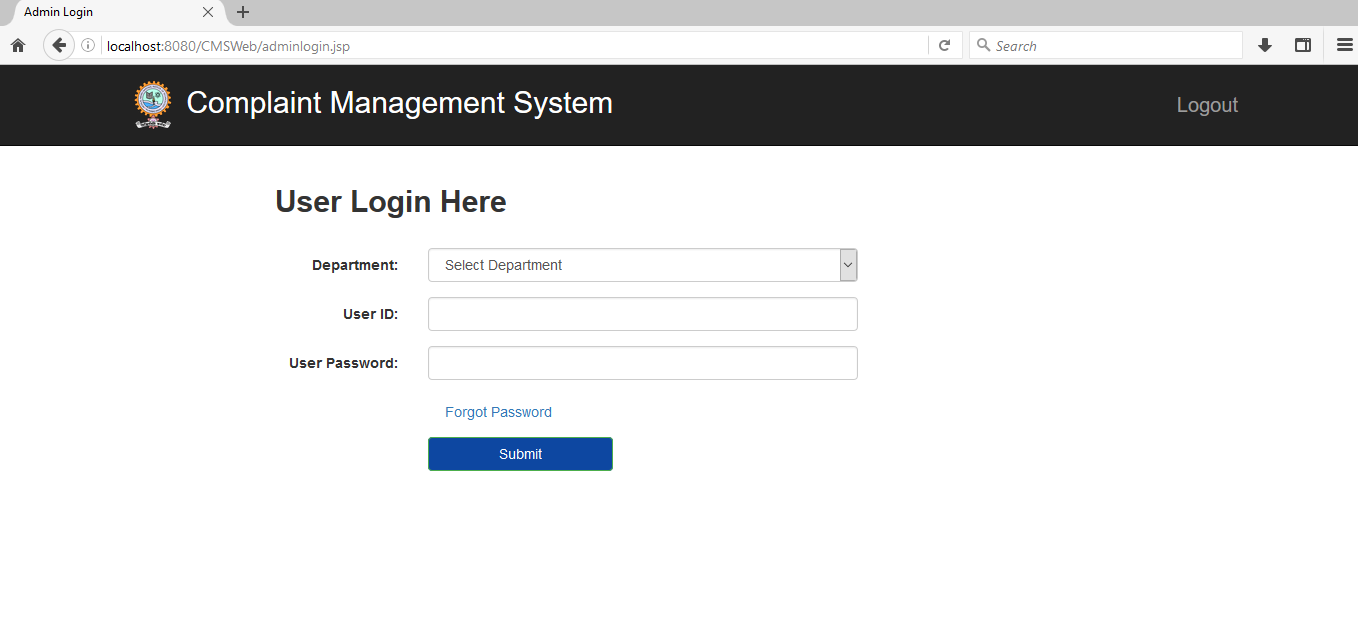 Admin Login
localhost:8080/CMSWeb/adminlogin.jsp
Search
Complaint Management System
Logout
User Login Here
Department:
Select Department
User ID:
User Password:
Forgot Password
Submit